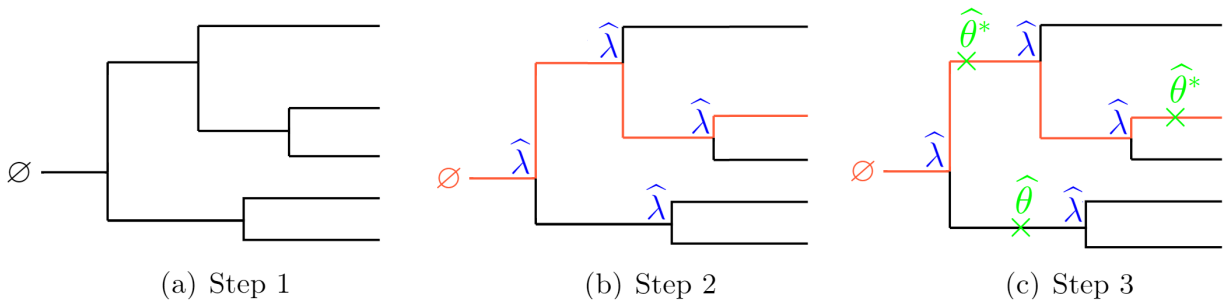 ∅
(a) Step 1
λ̂
λ̂
∅ λ̂
λ̂
(b) Step 2
θ̂* λ̂
θ̂*
λ̂
∅ λ̂
θ̂ λ̂
(c) Step 3